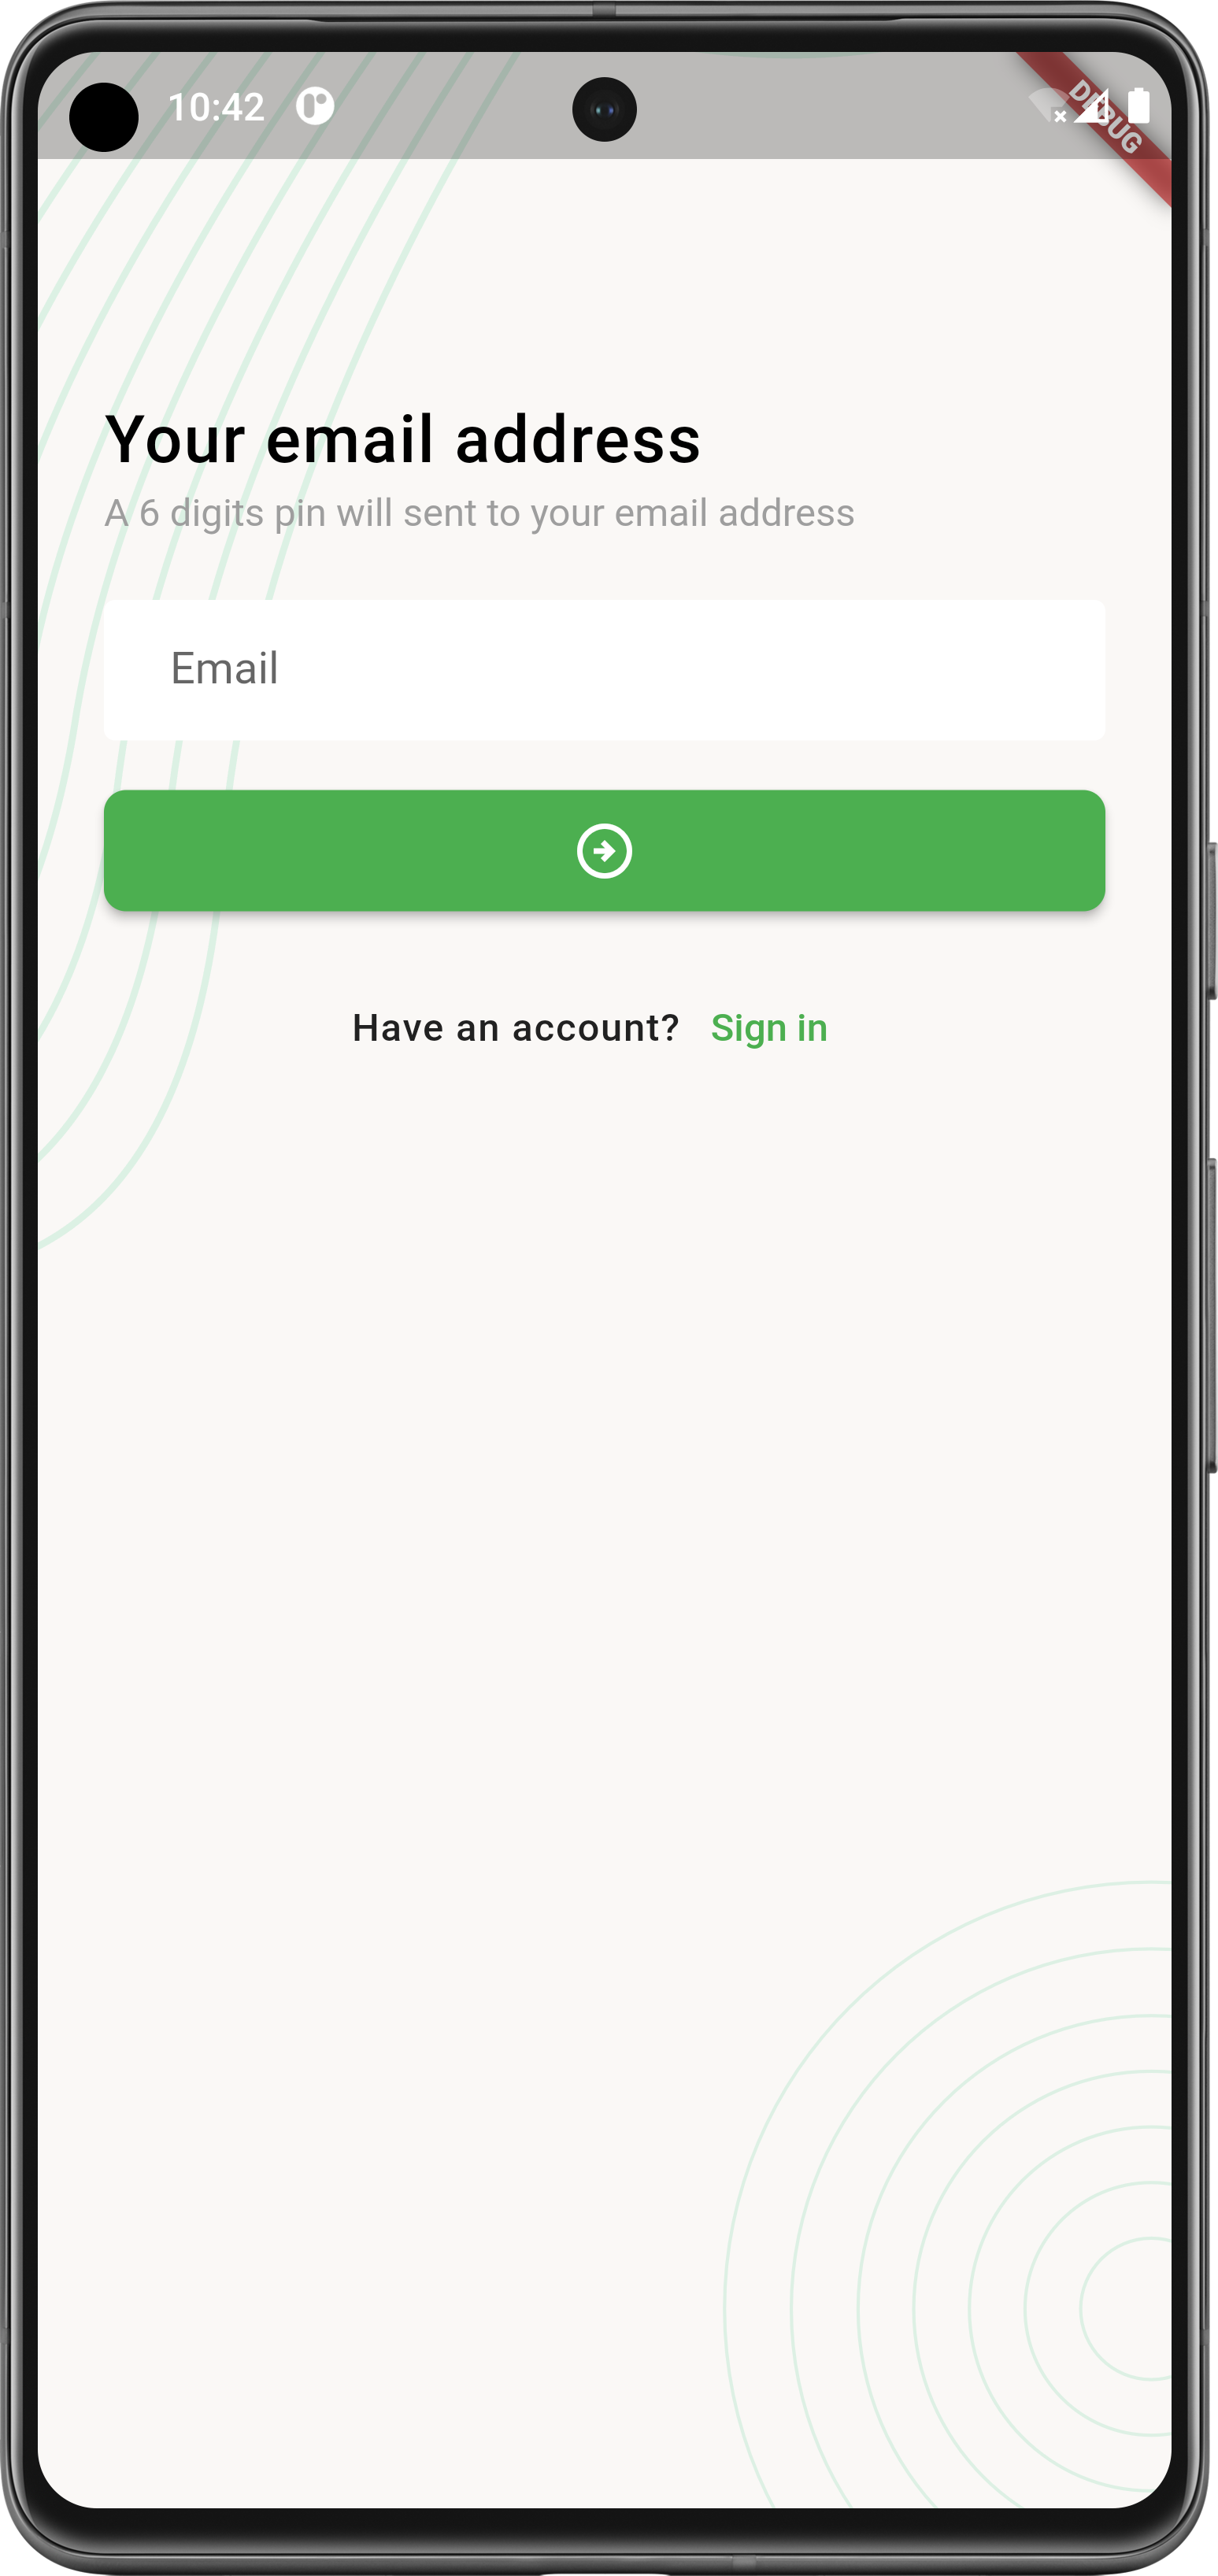 10:42
DEBUG
Your email address
A 6 digits pin will sent to your email address
Email
Have an account? Sign in